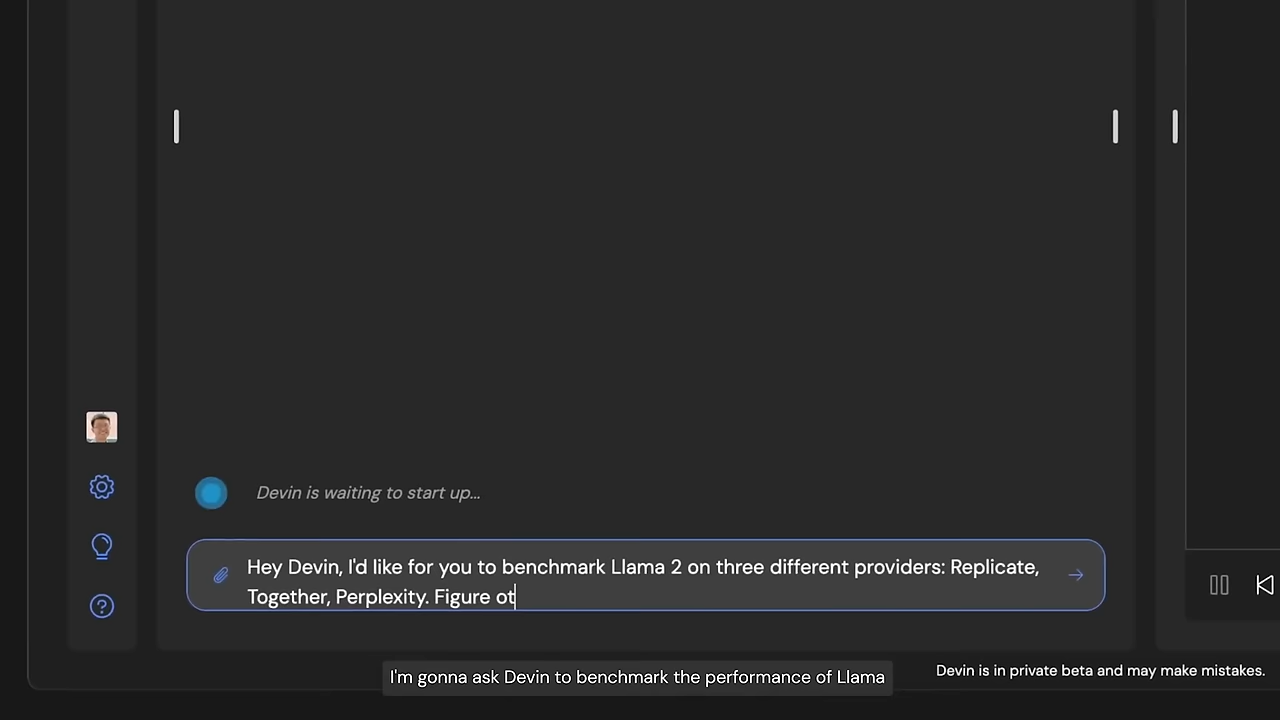 Devin is waiting to start up...
Hey Devin, I'd like for you to benchmark Llama 2 on three different providers: Replicate,
Together, Perplexity. Figure ot
I'm gonna ask Devin to benchmark the performance of Llama
Devin is in private beta and may make mistakes.